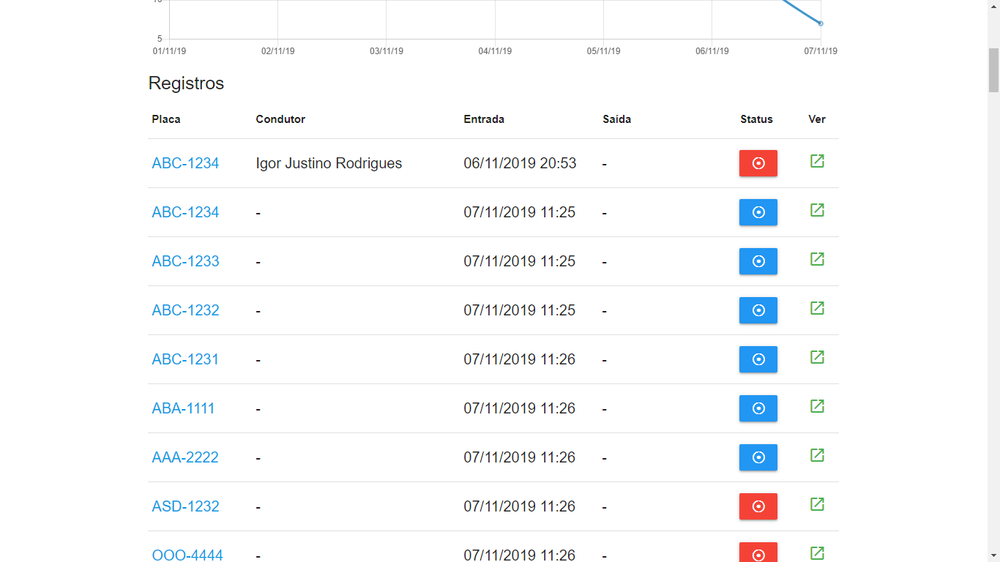 10
5
01/11/19 02/11/19 03/11/19 04/11/19 05/11/19 06/11/19 07/11/19
Registros
Placa Condutor Entrada Saída Status Ver
ABC-1234 Igor Justino Rodrigues 06/11/2019 20:53 -
ABC-1234 - 07/11/2019 11:25 -
ABC-1233 - 07/11/2019 11:25 -
ABC-1232 - 07/11/2019 11:25 -
ABC-1231 - 07/11/2019 11:26 -
ABA-1111 - 07/11/2019 11:26 -
AAA-2222 - 07/11/2019 11:26 -
ASD-1232 - 07/11/2019 11:26 -
OOO-4444 - 07/11/2019 11:26 -